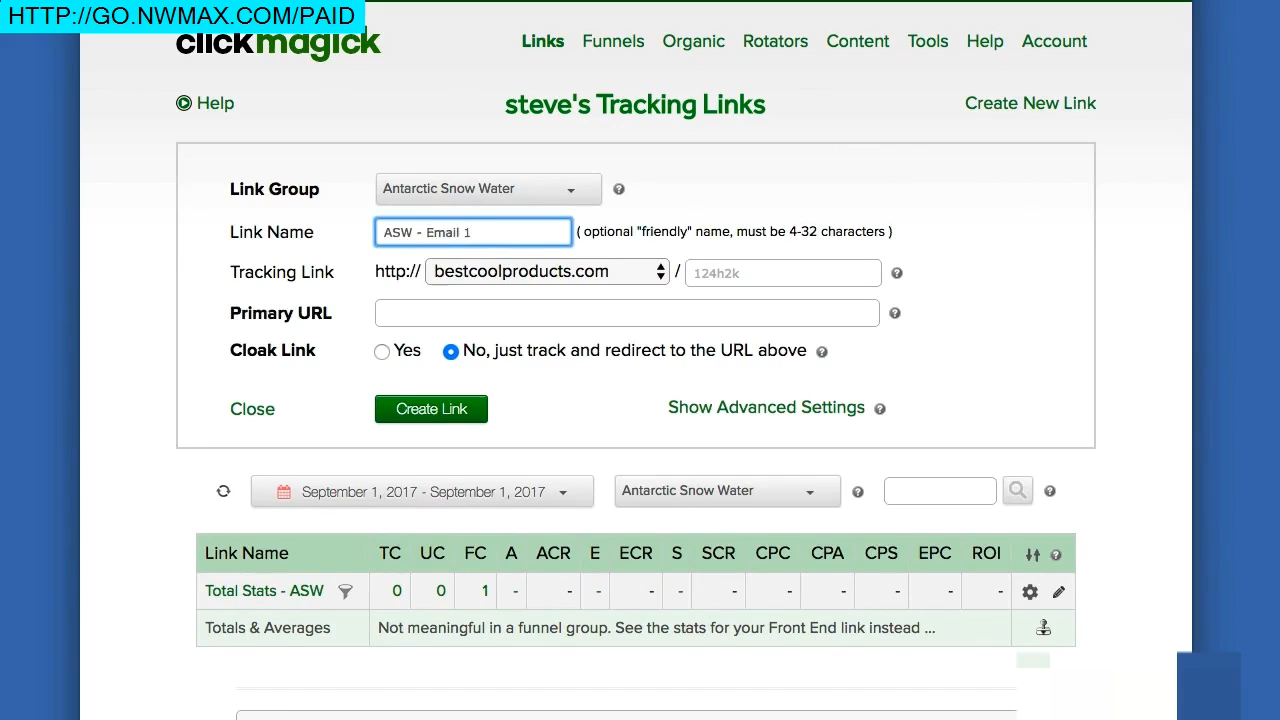 HTTP://GO.NWMAX.COM/PAID
clickmagick
Links Funnels Organic Rotators Content Tools Help Account
Help
steve's Tracking Links
Create New Link
Link Group Antarctic Snow Water
Link Name ASW - Email 1 ( optional "friendly" name, must be 4-32 characters )
Tracking Link http:// bestcoolproducts.com / 124h2k
Primary URL
Cloak Link Yes No, just track and redirect to the URL above
Close Create Link Show Advanced Settings
September 1, 2017 - September 1, 2017 Antarctic Snow Water
Link Name TC UC FC A ACR E ECR S SCR CPC CPA CPS EPC ROI
Total Stats - ASW 0 0 1 - - - - - - - - - - -
Totals & Averages Not meaningful in a funnel group. See the stats for your Front End link instead ...